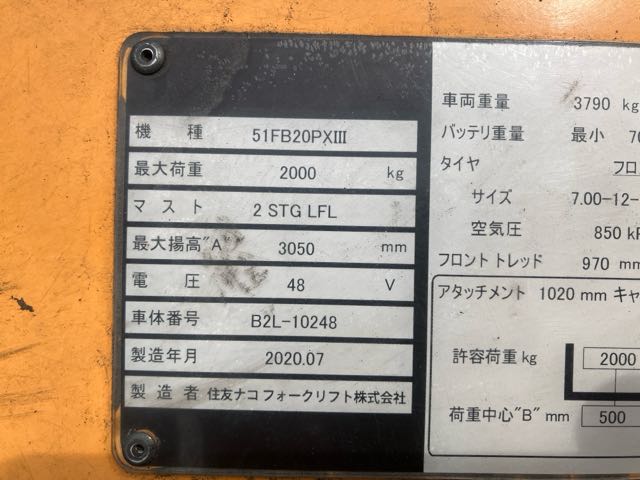 機種 51FB20PXⅢ
最大荷重 2000 kg
マスト 2 STG LFL
最大揚高"A" 3050 mm
電圧 48 V
車体番号 B2L-10248
製造年月 2020.07
製造者 住友ナコフォークリフト株式会社
車両重量 3790 kg
バッテリ重量 最小
タイヤ
サイズ 7.00-12-
空気圧 850
フロントトレッド 970 mm
アタッチメント 1020 mm
許容荷重 kg 2000
荷重中心"B" mm 500